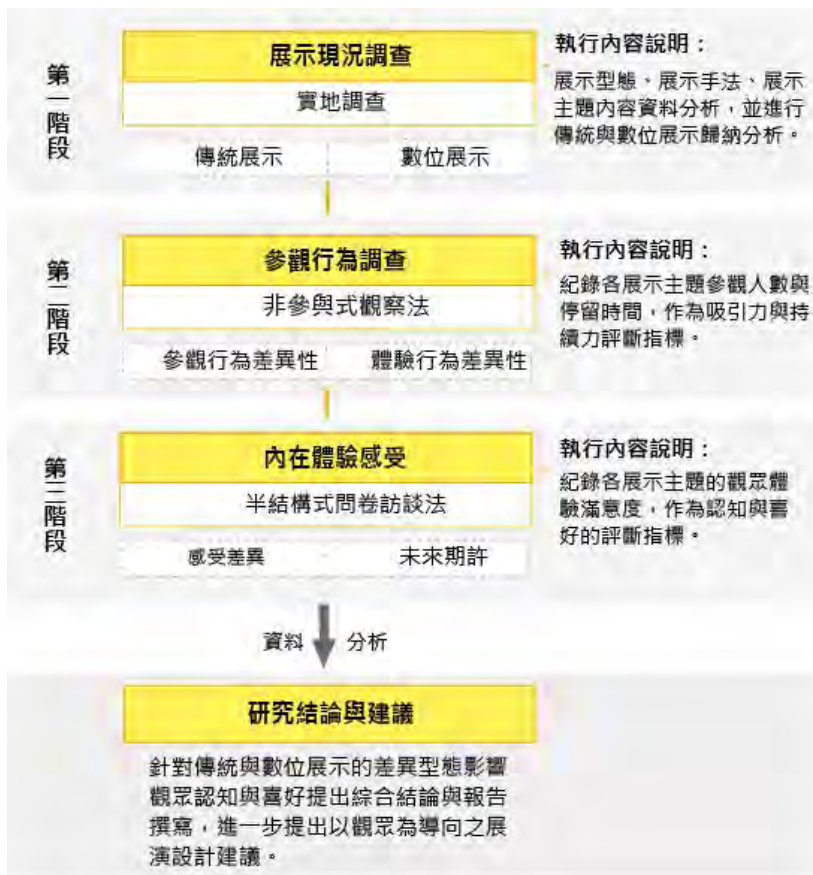 第一階段
展示現況調查
實地調查
傳統展示
數位展示
執行內容說明：
展示型態、展示手法、展示
主題內容資料分析，並進行
傳統與數位展示歸納分析。
第二階段
參觀行為調查
非參與式觀察法
參觀行為差異性
體驗行為差異性
執行內容說明：
紀錄各展示主題參觀人數與
停留時間，作為吸引力與持
續力評斷指標。
第三階段
內在體驗感受
半結構式問卷訪談法
感受差異
未來期許
執行內容說明：
紀錄各展示主題的觀眾體
驗滿意度，作為認知與喜
好的評斷指標。
資料 分析
研究結論與建議
針對傳統與數位展示的差異型態影響
觀眾認知與喜好提出綜合結論與報告
撰寫，進一步提出以觀眾為導向之展
演設計建議。